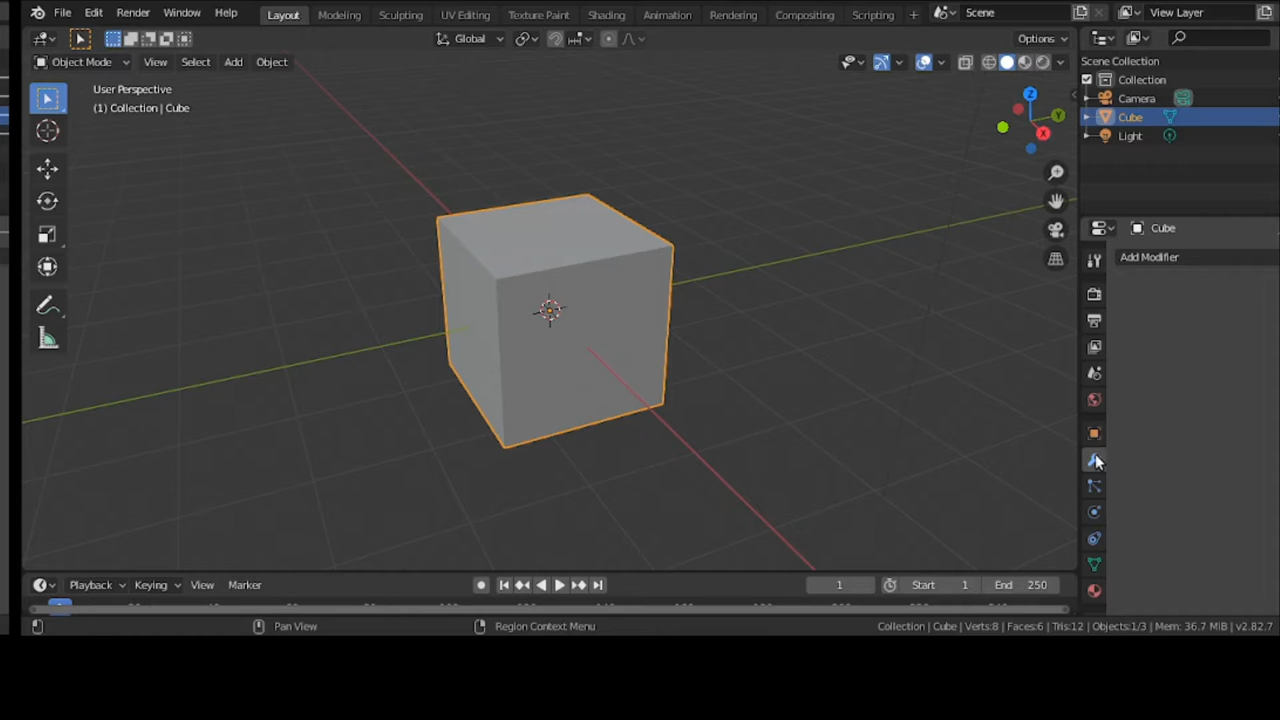 File Edit Render Window Help Layout Modeling Sculpting UV Editing Texture Paint Shading Animation Rendering Compositing Scripting + Scene View Layer
Global Options
Object Mode View Select Add Object
User Perspective
(1) Collection | Cube
Z
Y
X
Scene Collection
Collection
Camera
Cube
Light
Cube
Add Modifier
Playback Keying View Marker 1 Start 1 End 250
Pan View Region Context Menu Collection | Cube | Verts:8 | Faces:6 | Tris:12 | Objects:1/3 | Mem: 36.7 MiB | v2.82.7